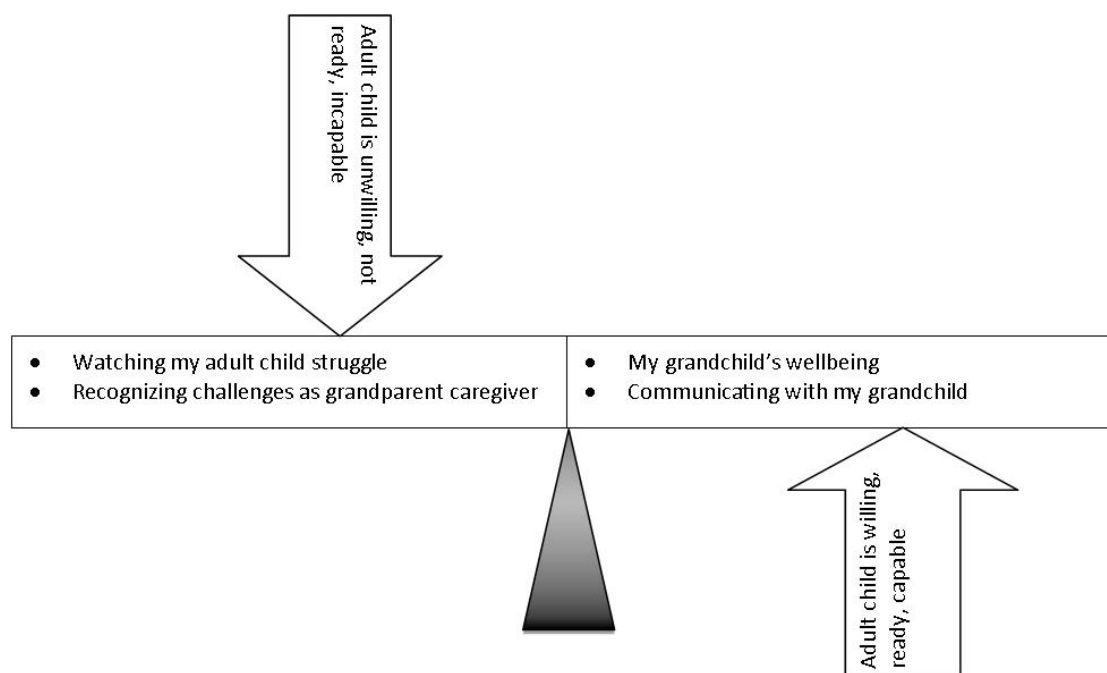 Adult child is unwilling, not
ready, incapable
• Watching my adult child struggle
• Recognizing challenges as grandparent caregiver
• My grandchild's wellbeing
• Communicating with my grandchild
Adult child is willing,
ready, capable